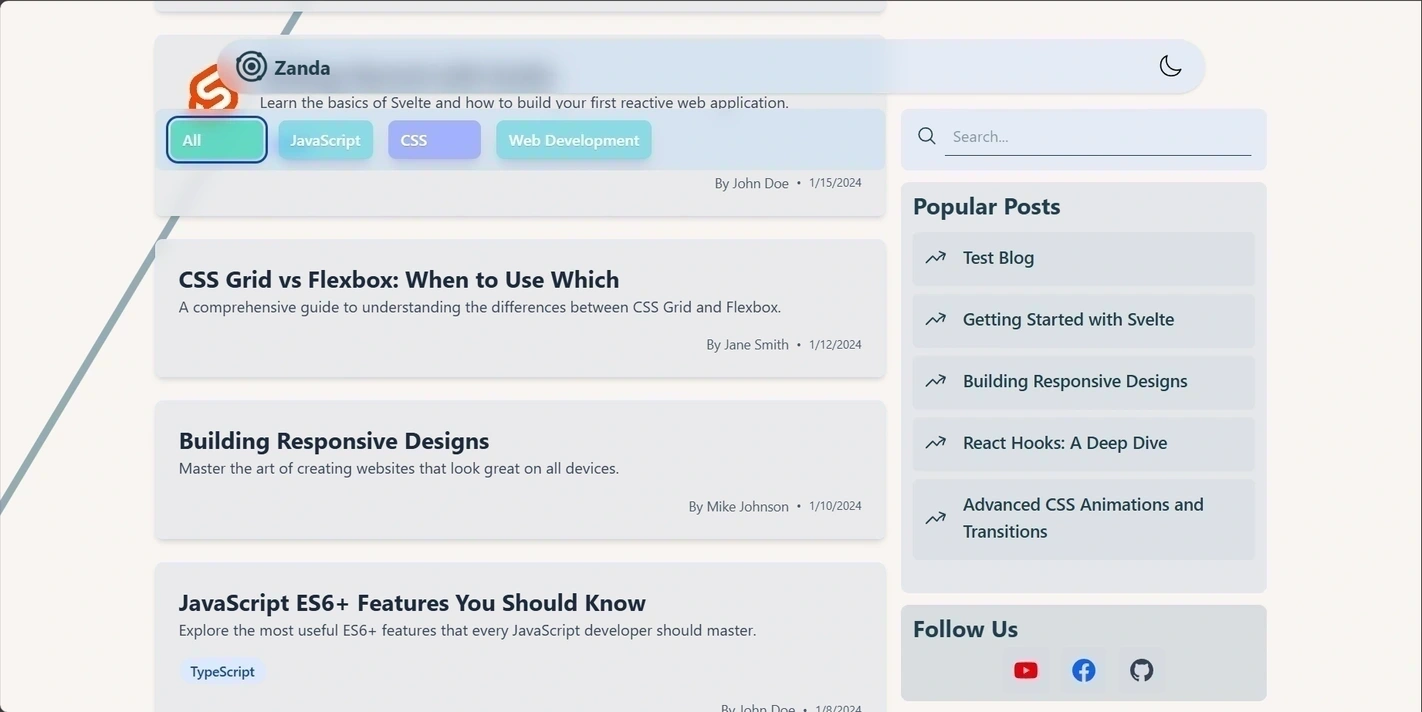 Zanda
Learn the basics of Svelte and how to build your first reactive web application.
All
JavaScript
CSS
Web Development
By John Doe • 1/15/2024
CSS Grid vs Flexbox: When to Use Which
A comprehensive guide to understanding the differences between CSS Grid and Flexbox.
By Jane Smith • 1/12/2024
Building Responsive Designs
Master the art of creating websites that look great on all devices.
By Mike Johnson • 1/10/2024
JavaScript ES6+ Features You Should Know
Explore the most useful ES6+ features that every JavaScript developer should master.
TypeScript
By John Doe • 1/8/2024
Search...
Popular Posts
Test Blog
Getting Started with Svelte
Building Responsive Designs
React Hooks: A Deep Dive
Advanced CSS Animations and
Transitions
Follow Us